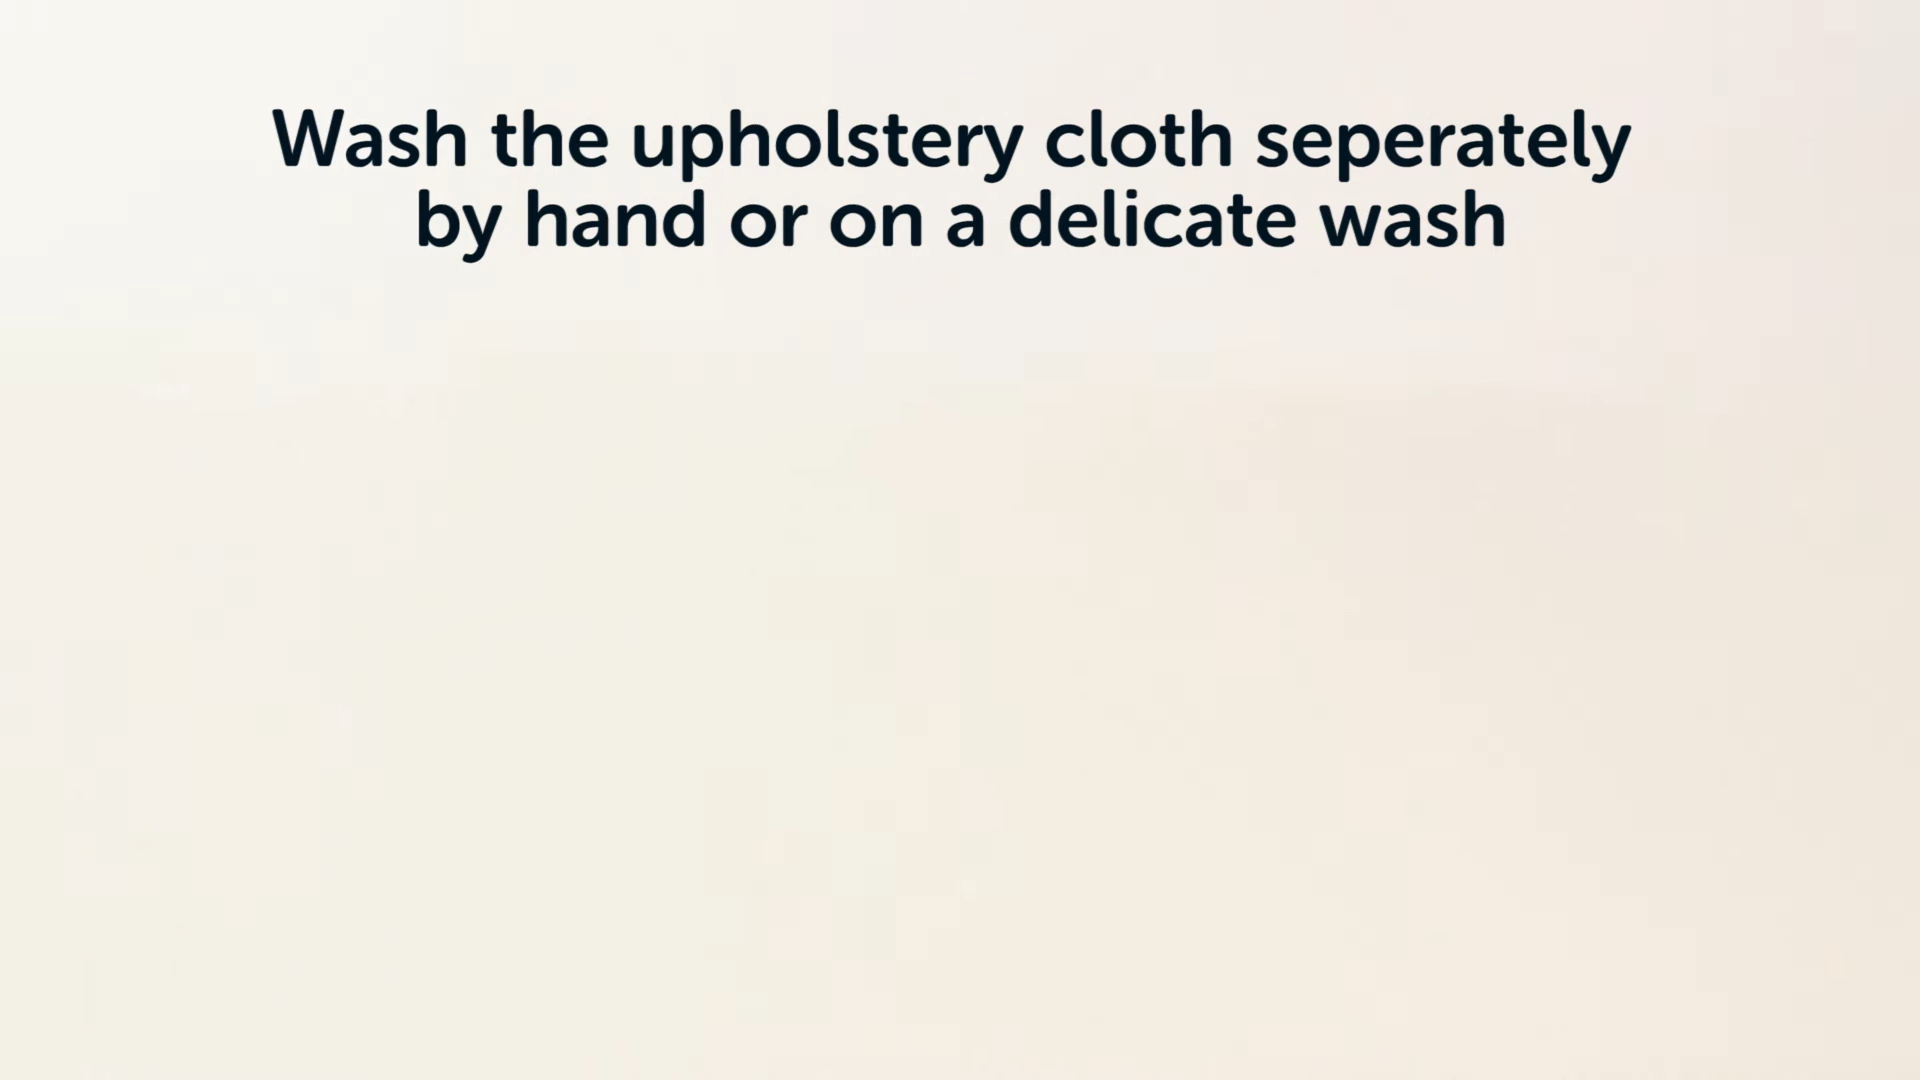 Wash the upholstery cloth seperately
by hand or on a delicate wash